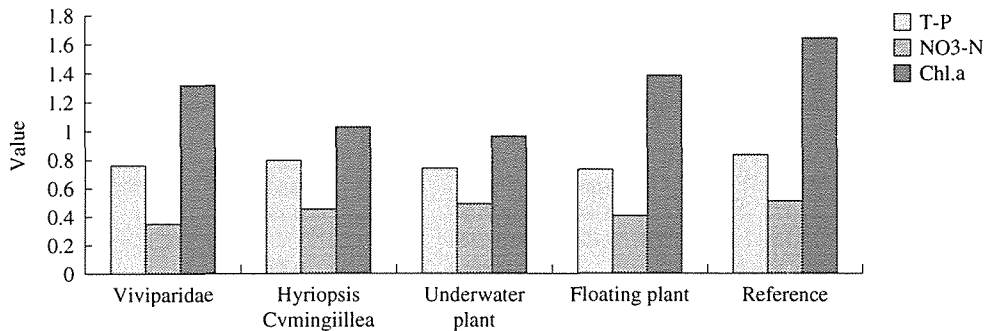 1.8
1.6
1.4
1.2
1
0.8
0.6
0.4
0.2
0
Value
Viviparidae
Hyriopsis
Cvmingiillea
Underwater
plant
Floating plant
Reference
T-P
NO3-N
Chl.a